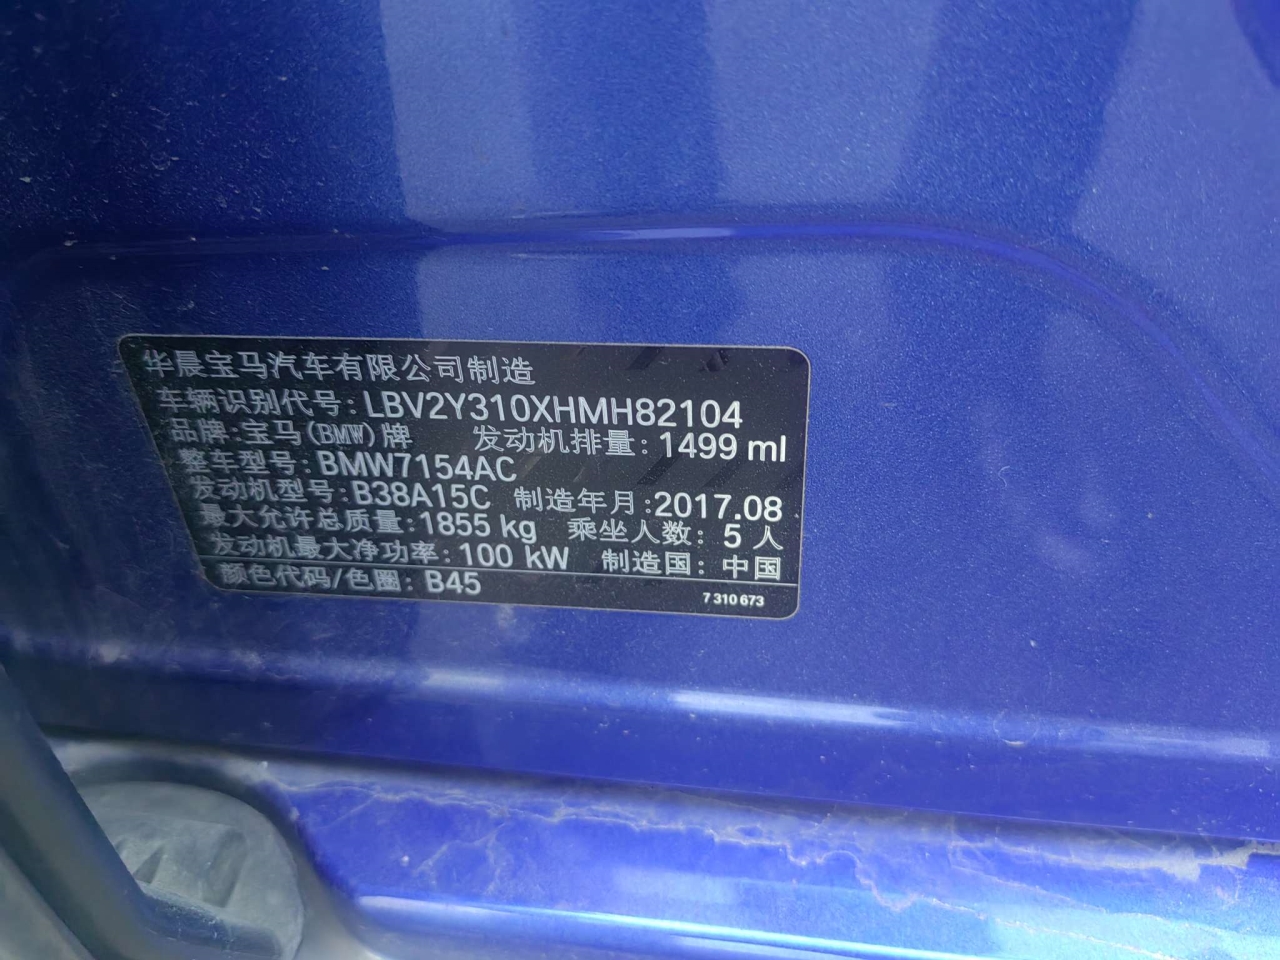 华晨宝马汽车有限公司制造
车辆识别代号: LBV2Y310XHMH82104
品牌: 宝马(BMW)牌 发动机排量: 1499 ml
整车型号: BMW7154AC
发动机型号: B38A15C 制造年月: 2017.08
最大允许总质量: 1855 kg 乘坐人数: 5 人
发动机最大净功率: 100 kW 制造国: 中国
颜色代码/色圈: B45
7 310 673